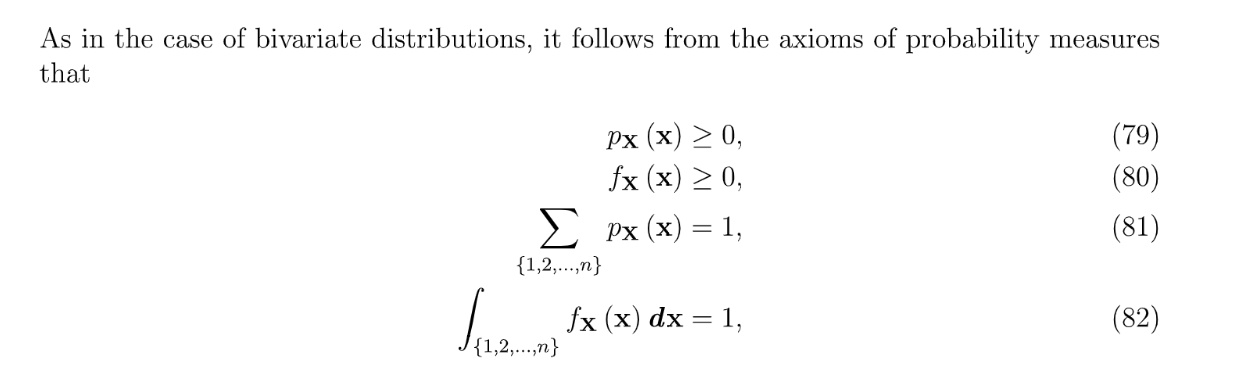 As in the case of bivariate distributions, it follows from the axioms of probability measures
that
p_𝐗 (𝐱) ≥ 0, (79)
f_𝐗 (𝐱) ≥ 0, (80)
∑_{{1,2,...,n}} p_𝐗 (𝐱) = 1, (81)
∫_{{1,2,...,n}} f_𝐗 (𝐱) 𝒅𝐱 = 1, (82)